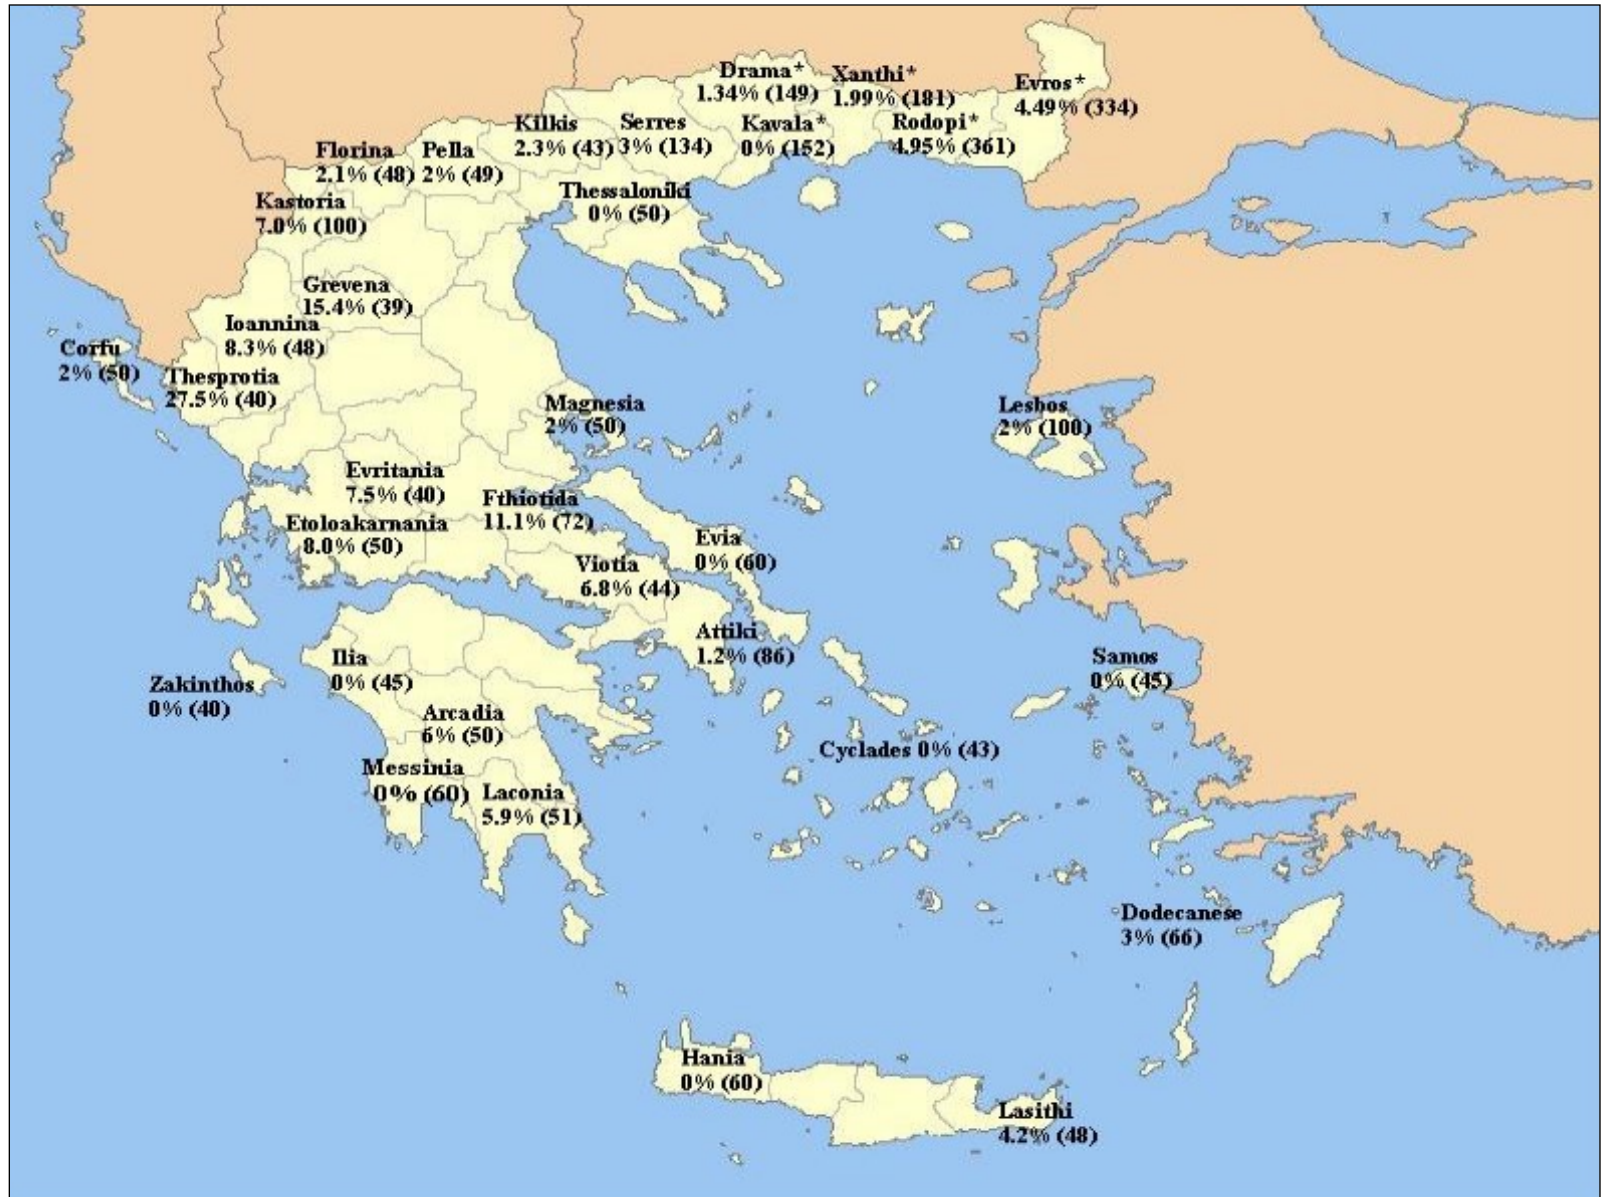 Drama*
1.34% (149)
Xanthi*
1.99% (181)
Evros*
4.49% (334)
Kilkis
2.3% (43)
Serres
3% (134)
Kavala*
0% (152)
Rodopi*
4.95% (361)
Florina
2.1% (48)
Pella
2% (49)
Thessaloniki
0% (50)
Kastoria
7.0% (100)
Grevena
15.4% (39)
Ioannina
8.3% (48)
Corfu
2% (50)
Thesprotia
27.5% (40)
Magnesia
2% (50)
Lesbos
2% (100)
Evritania
7.5% (40)
Fthiotida
11.1% (72)
Etoloakarnania
8.0% (50)
Evia
0% (60)
Viotia
6.8% (44)
Attiki
1.2% (86)
Ilia
0% (45)
Samos
0% (45)
Zakinthos
0% (40)
Arcadia
6% (50)
Cyclades 0% (43)
Messinia
0% (60)
Laconia
5.9% (51)
Dodecanese
3% (66)
Hania
0% (60)
Lasithi
4.2% (48)